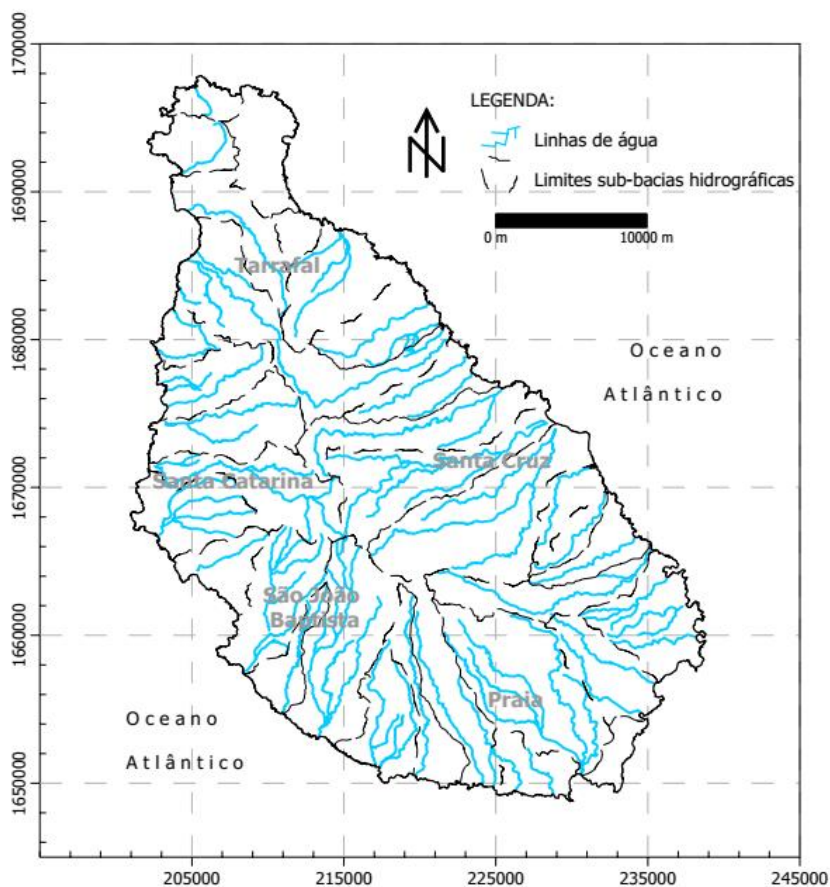 1700000
1690000
1680000
1670000
1660000
1650000
LEGENDA:
Linhas de água
Limites sub-bacias hidrográficas
0 m 10000 m
N
Tarrafal
Oceano
Atlântico
Santa Cruz
Santa Catarina
São João
Baptista
Praia
Oceano
Atlântico
205000 215000 225000 235000 245000